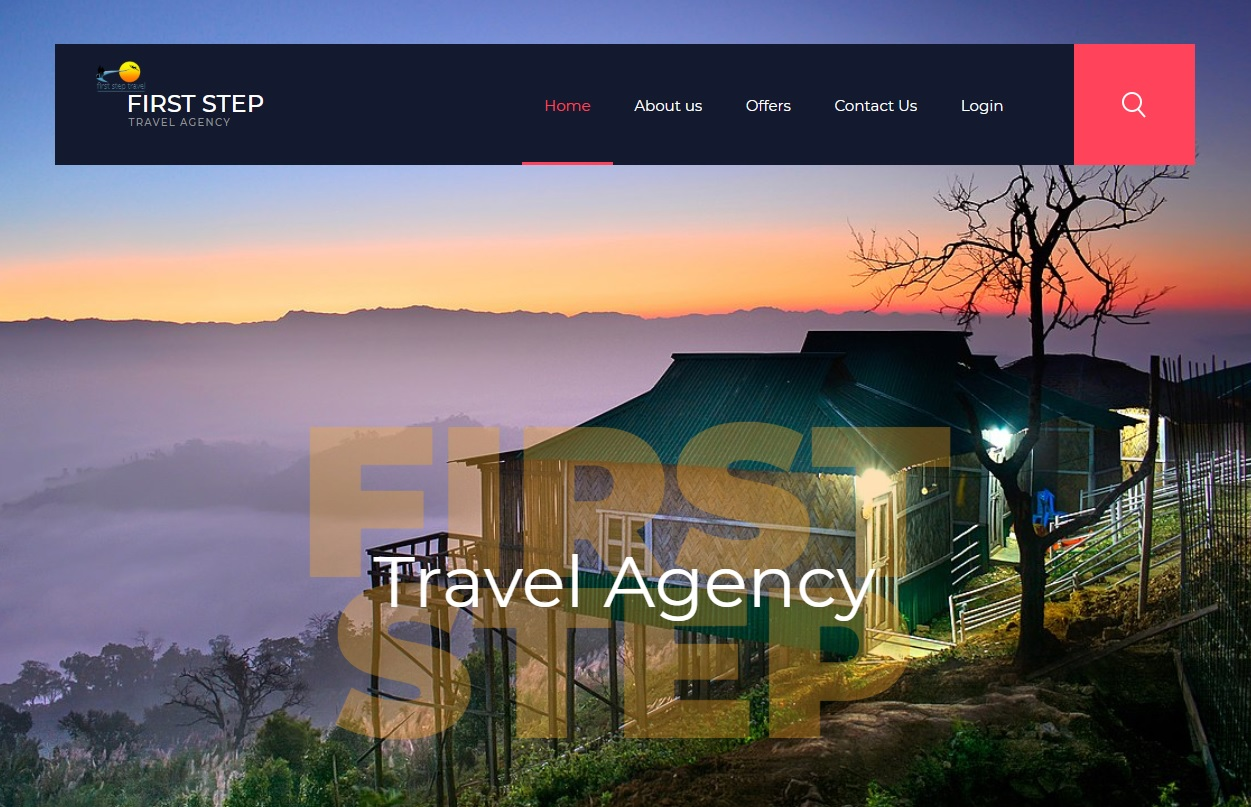 first step travel
FIRST STEP
TRAVEL AGENCY
Home
About us
Offers
Contact Us
Login
FIRST
Travel Agency
STEP